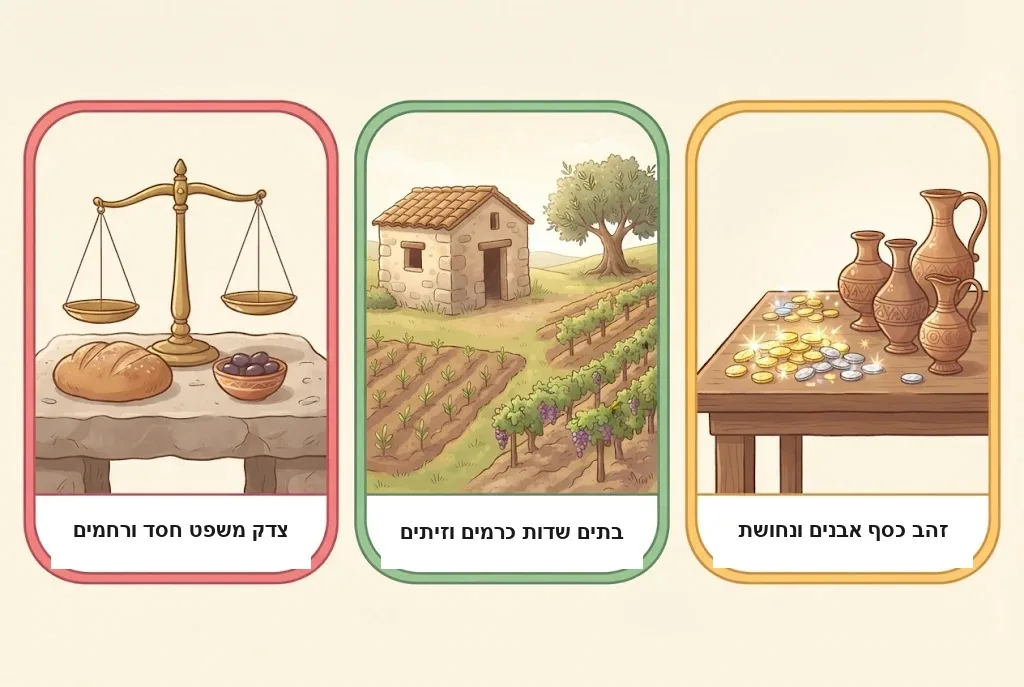 זהב כסף אבנים ונחושת
בתים שדות כרמים וזיתים
צדק משפט חסד ורחמים